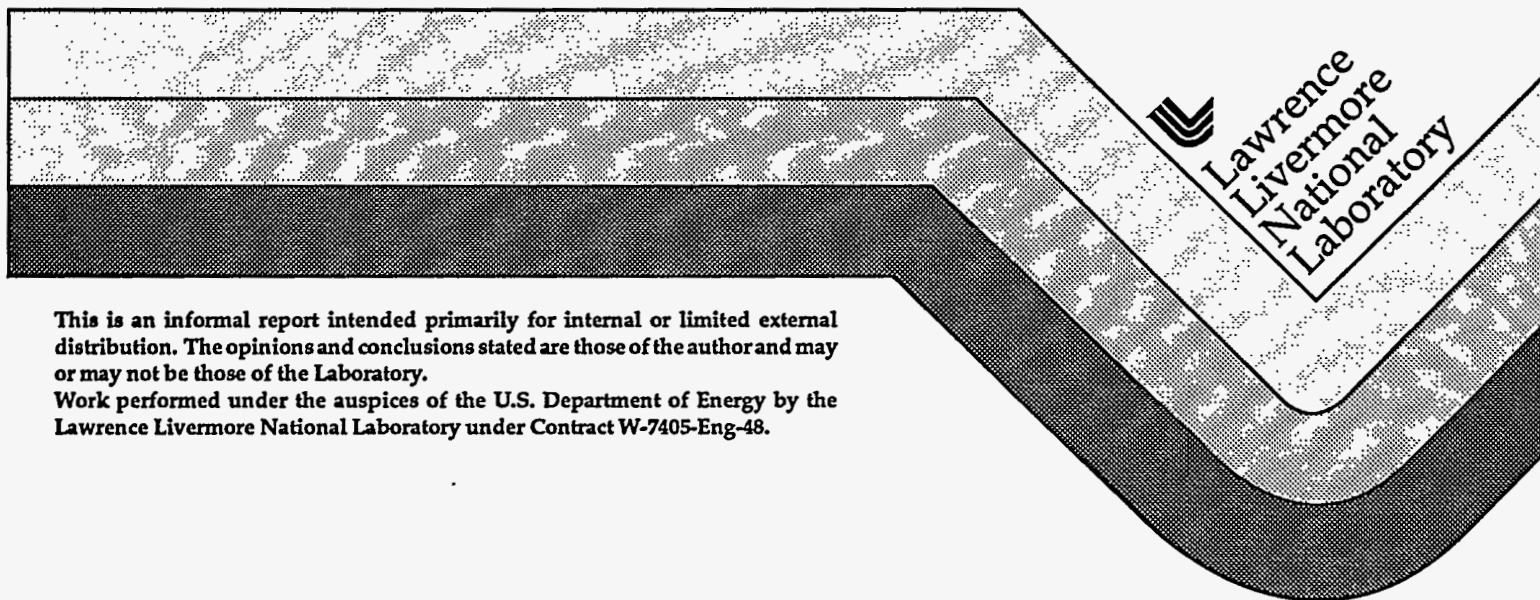 Lawrence
Livermore
National
Laboratory
This is an informal report intended primarily for internal or limited external
distribution. The opinions and conclusions stated are those of the author and may
or may not be those of the Laboratory.
Work performed under the auspices of the U.S. Department of Energy by the
Lawrence Livermore National Laboratory under Contract W-7405-Eng-48.